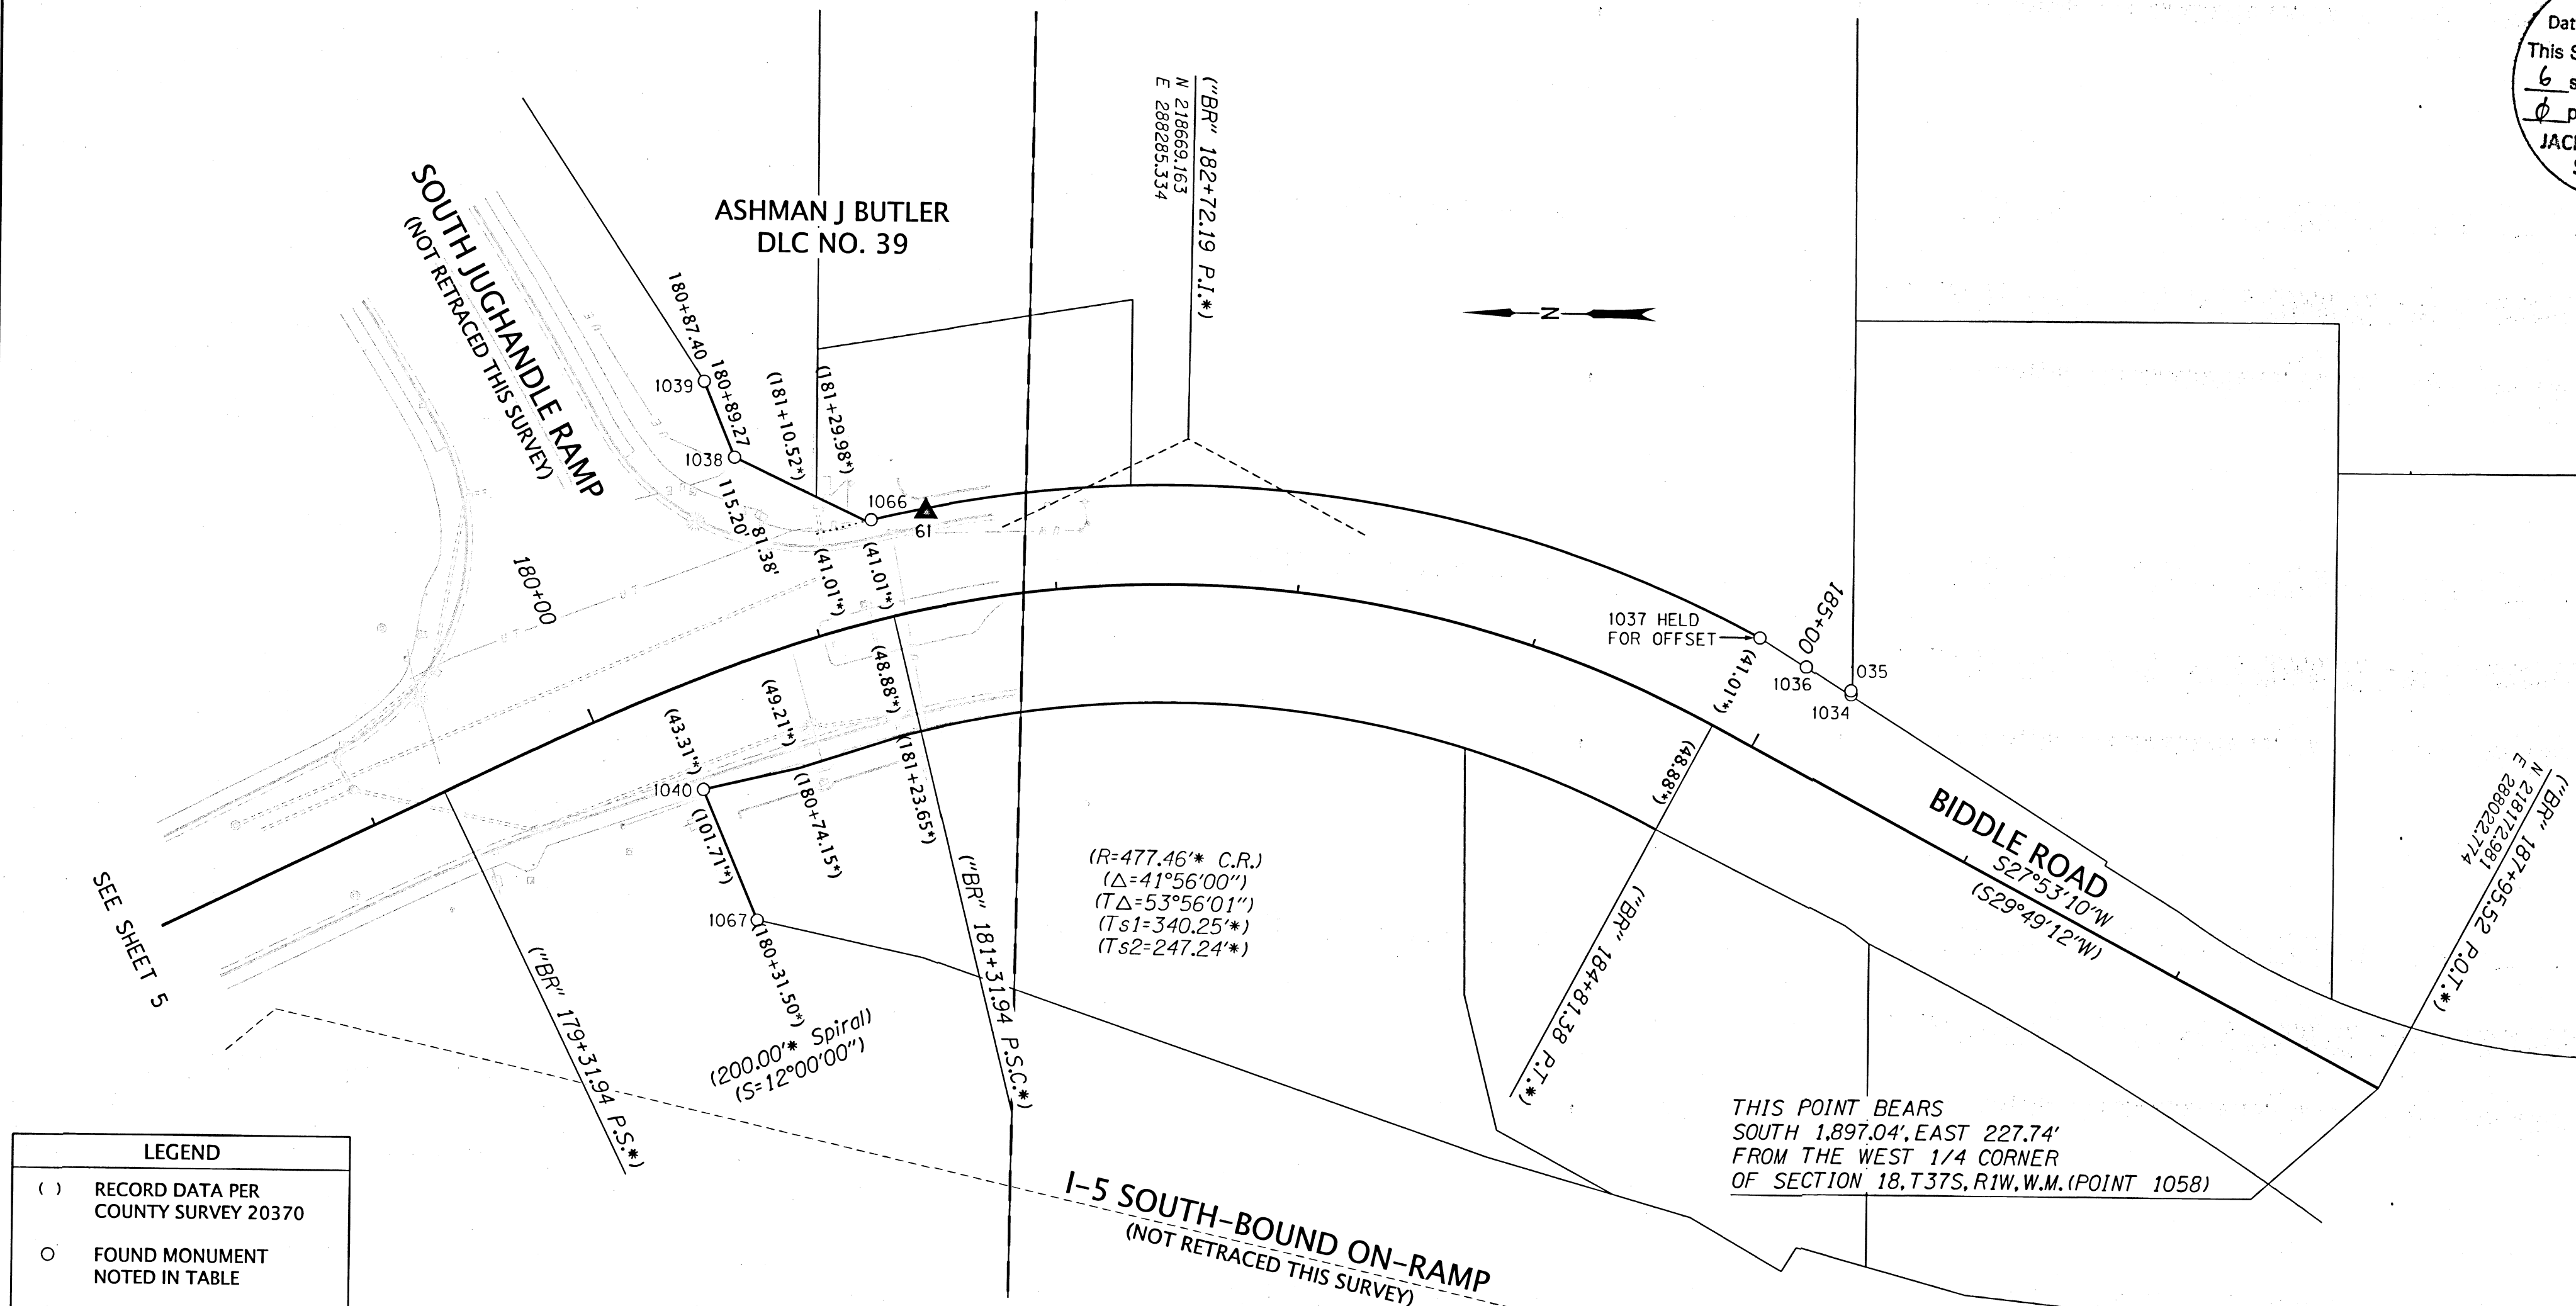 Dat
This S
6 s
ϕ p
JAC
("BR" 182+72.19 P.I.*)
N 218669.163
E 288285.334
SOUTH JUGHANDLE RAMP
(NOT RETRACED THIS SURVEY)
ASHMAN J BUTLER
DLC NO. 39
N
180+87.40
1039
180+89.27
(181+10.52*)
(181+29.98*)
1038
1066
61
115.20'
81.38'
(41.01'*)
(41.01'*)
180+00
1037 HELD
FOR OFFSET
185+00
(41.01'*)
1036
035
1034
(43.31'*)
(49.21'*)
(48.88'*)
(48.88'*)
1040
(101.71'*)
(180+74.15*)
(181+23.65*)
1067
(180+31.50*)
BIDDLE ROAD
S27°53'10"W
(S29°49'12"W)
("BR" 187+95.52 P.O.T.*)
N 218172.981
E 288022.774
(R=477.46'* C.R.)
(△=41°56'00")
(T△=53°56'01")
(Ts1=340.25'*)
(Ts2=247.24'*)
SEE SHEET 5
("BR" 179+31.94 P.S.*)
("BR" 181+31.94 P.S.C.*)
("BR" 184+81.38 P.T.*)
(200.00'* Spiral)
(S=12°00'00")
THIS POINT BEARS
SOUTH 1,897.04', EAST 227.74'
FROM THE WEST 1/4 CORNER
OF SECTION 18, T37S, R1W, W.M. (POINT 1058)
I-5 SOUTH-BOUND ON-RAMP
(NOT RETRACED THIS SURVEY)
LEGEND
( ) RECORD DATA PER
COUNTY SURVEY 20370
FOUND MONUMENT
NOTED IN TABLE